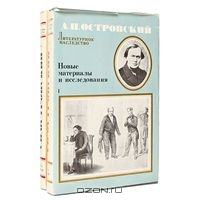 А. Н. ОСТРОВСКИЙ
ЛИТЕРАТУРНОЕ
НАСЛЕДСТВО
Новые
материалы
и исследования
1
OZON.RU